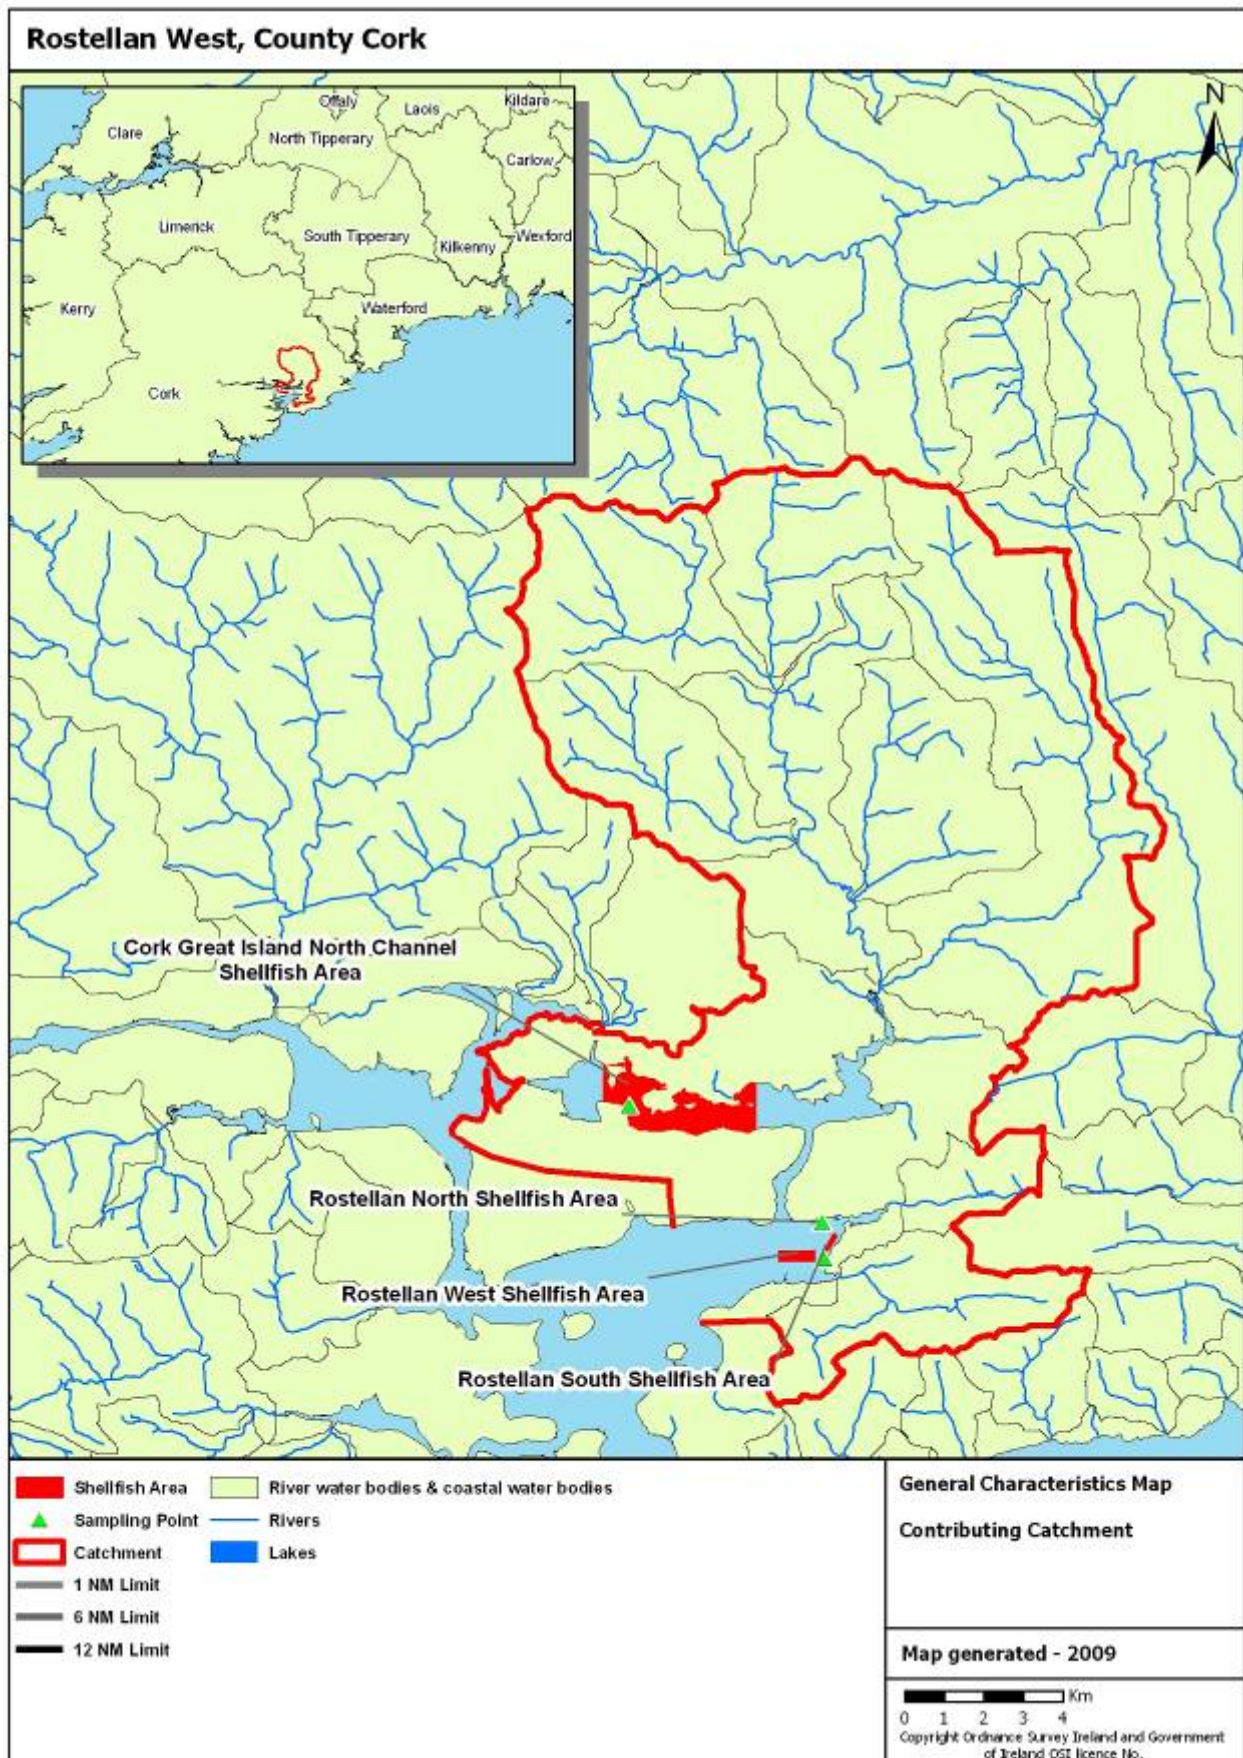 Rostellan West, County Cork
N
Offaly
Laois
Kildare
Clare
North Tipperary
Carlow
Limerick
South Tipperary
Kilkenny
Wexford
Kerry
Waterford
Cork
Cork Great Island North Channel
Shellfish Area
Rostellan North Shellfish Area
Rostellan West Shellfish Area
Rostellan South Shellfish Area
Shellfish Area
River water bodies & coastal water bodies
Sampling Point
Rivers
Catchment
Lakes
1 NM Limit
6 NM Limit
12 NM Limit
General Characteristics Map
Contributing Catchment
Map generated - 2009
Km
0 1 2 3 4
Copyright Ordnance Survey Ireland and Government
of Ireland OSI licence No.